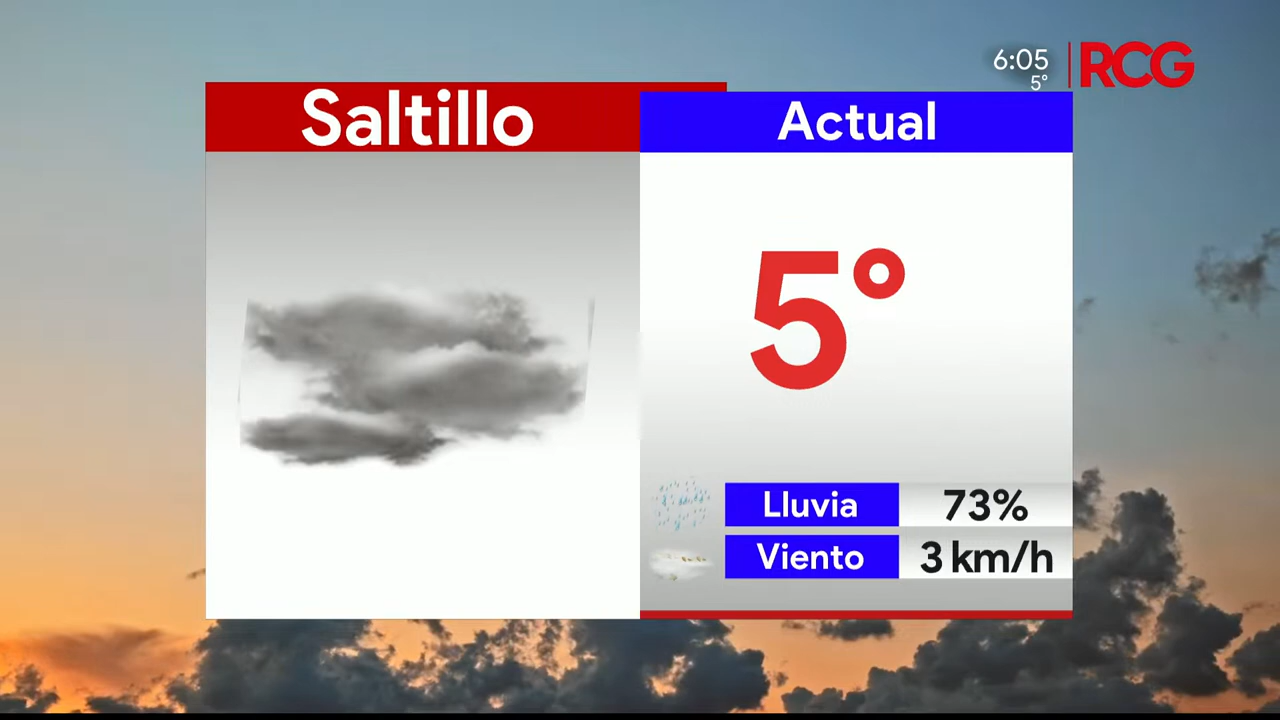 6:05
5°
RCG
Saltillo
Actual
5°
Lluvia 73%
Viento 3 km/h